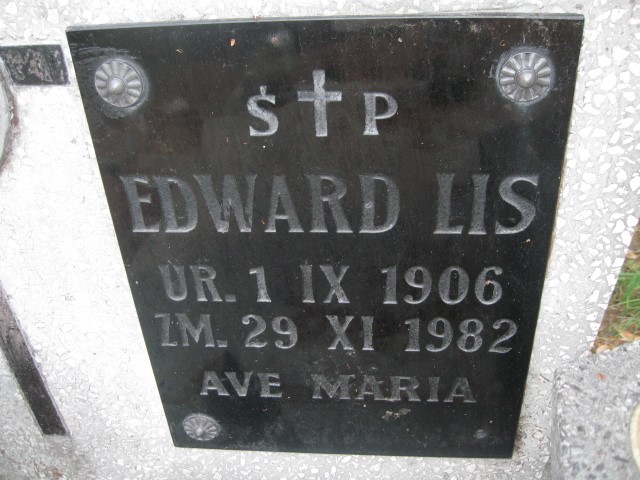 Ś✝P
EDWARD LIS
UR. 1 IX 1906
ZM. 29 XI 1982
AVE MARIA